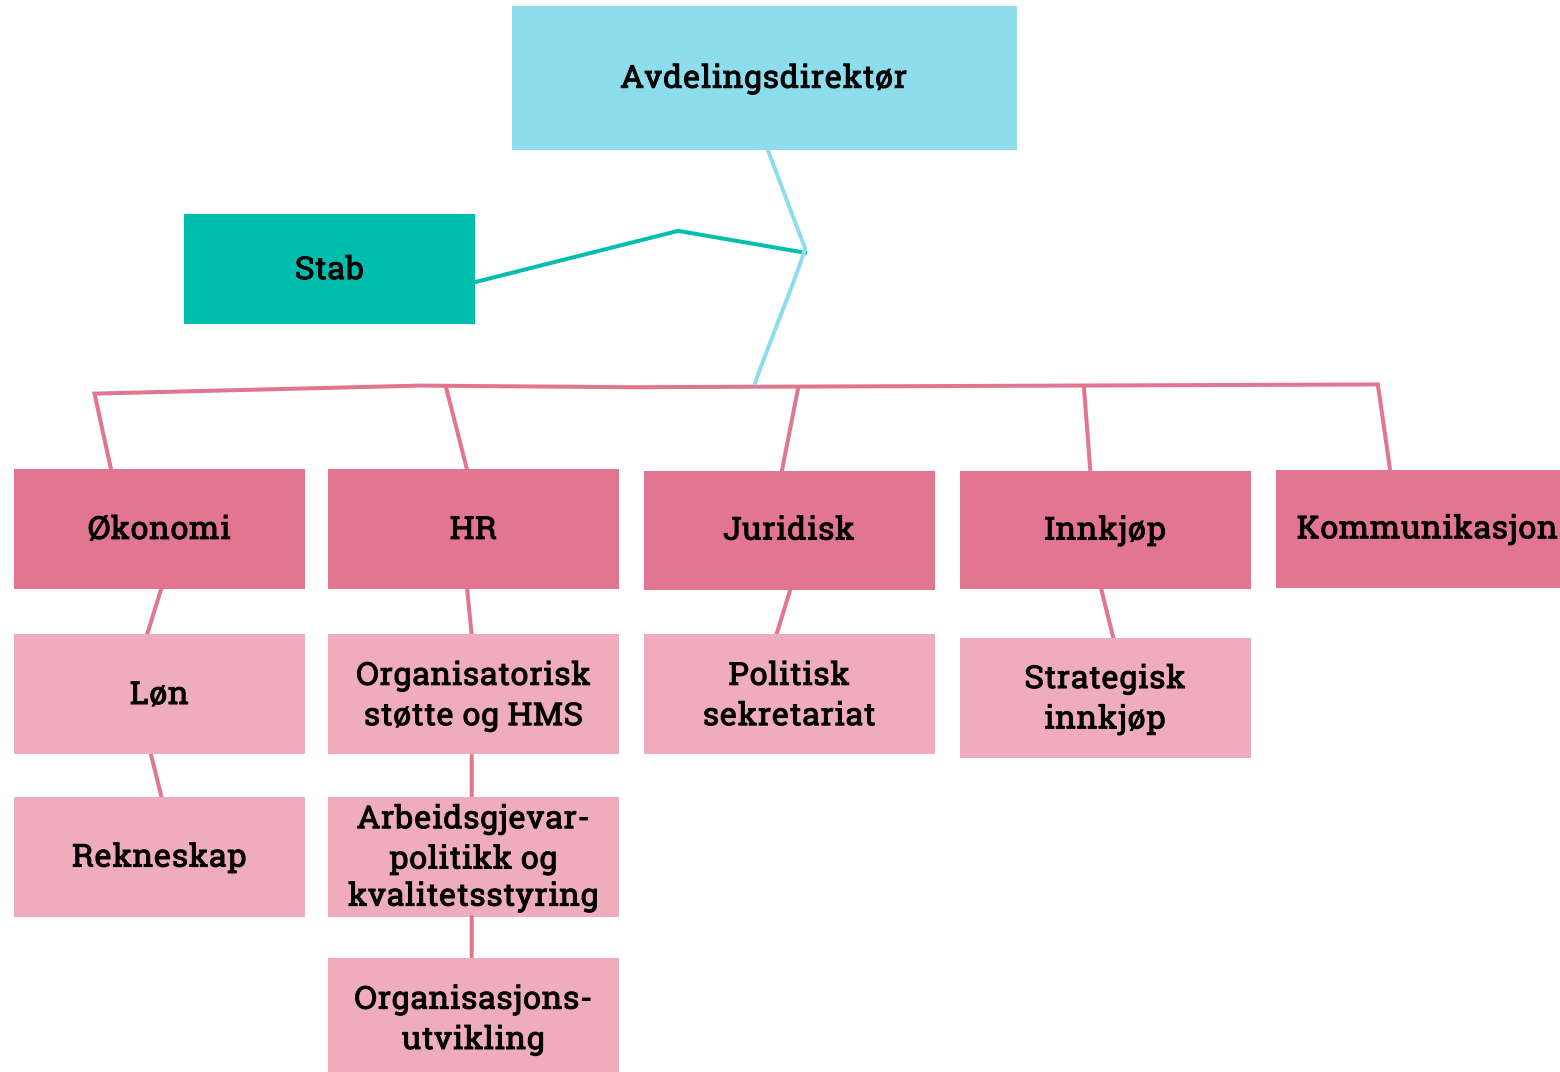 Avdelingsdirektør
Stab
Økonomi
HR
Juridisk
Innkjøp
Kommunikasjon
Løn
Organisatorisk
støtte og HMS
Politisk
sekretariat
Strategisk
innkjøp
Rekneskap
Arbeidsgjevar-
politikk og
kvalitetsstyring
Organisasjons-
utvikling